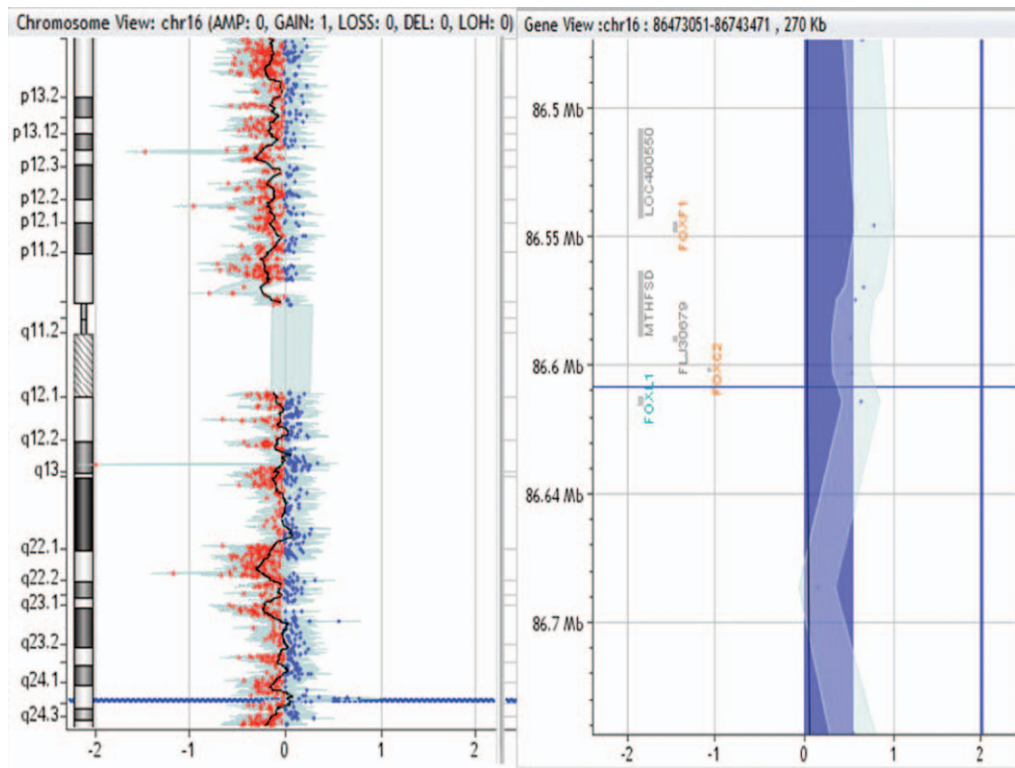 Chromosome View: chr16 (AMP: 0, GAIN: 1, LOSS: 0, DEL: 0, LOH: 0)
p13.2
p13.12
p12.3
p12.2
p12.1
p11.2
q11.2
q12.1
q12.2
q13
q22.1
q22.2
q23.1
q23.2
q24.1
q24.3
-2 -1 0 1 2
Gene View :chr16 : 86473051-86743471 , 270 Kb
86.5 Mb
LOC400550
FOXF1
86.55 Mb
MTHFSD
FLJ30679
FOXC2
86.6 Mb
FOXL1
86.64 Mb
86.7 Mb
-2 -1 0 1 2